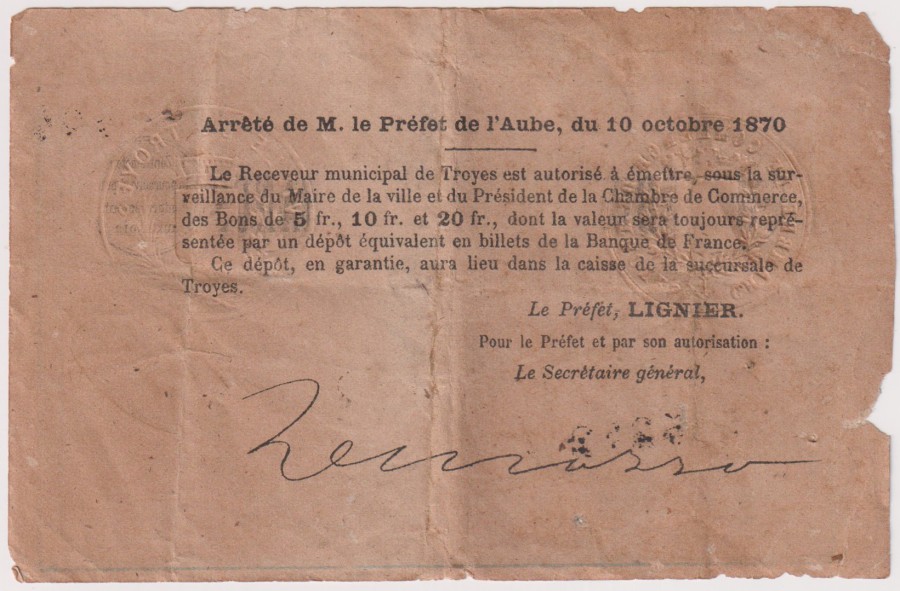 Arrêté de M. le Préfet de l'Aube, du 10 octobre 1870
Le Receveur municipal de Troyes est autorisé à émettre, sous la sur-
veillance du Maire de la ville et du Président de la Chambre de Commerce,
des Bons de 5 fr., 10 fr. et 20 fr., dont la valeur sera toujours repré-
sentée par un dépôt équivalent en billets de la Banque de France.
Ce dépôt, en garantie, aura lieu dans la caisse de la succursale de
Troyes.
Le Préfet, LIGNIER.
Pour le Préfet et par son autorisation :
Le Secrétaire général,